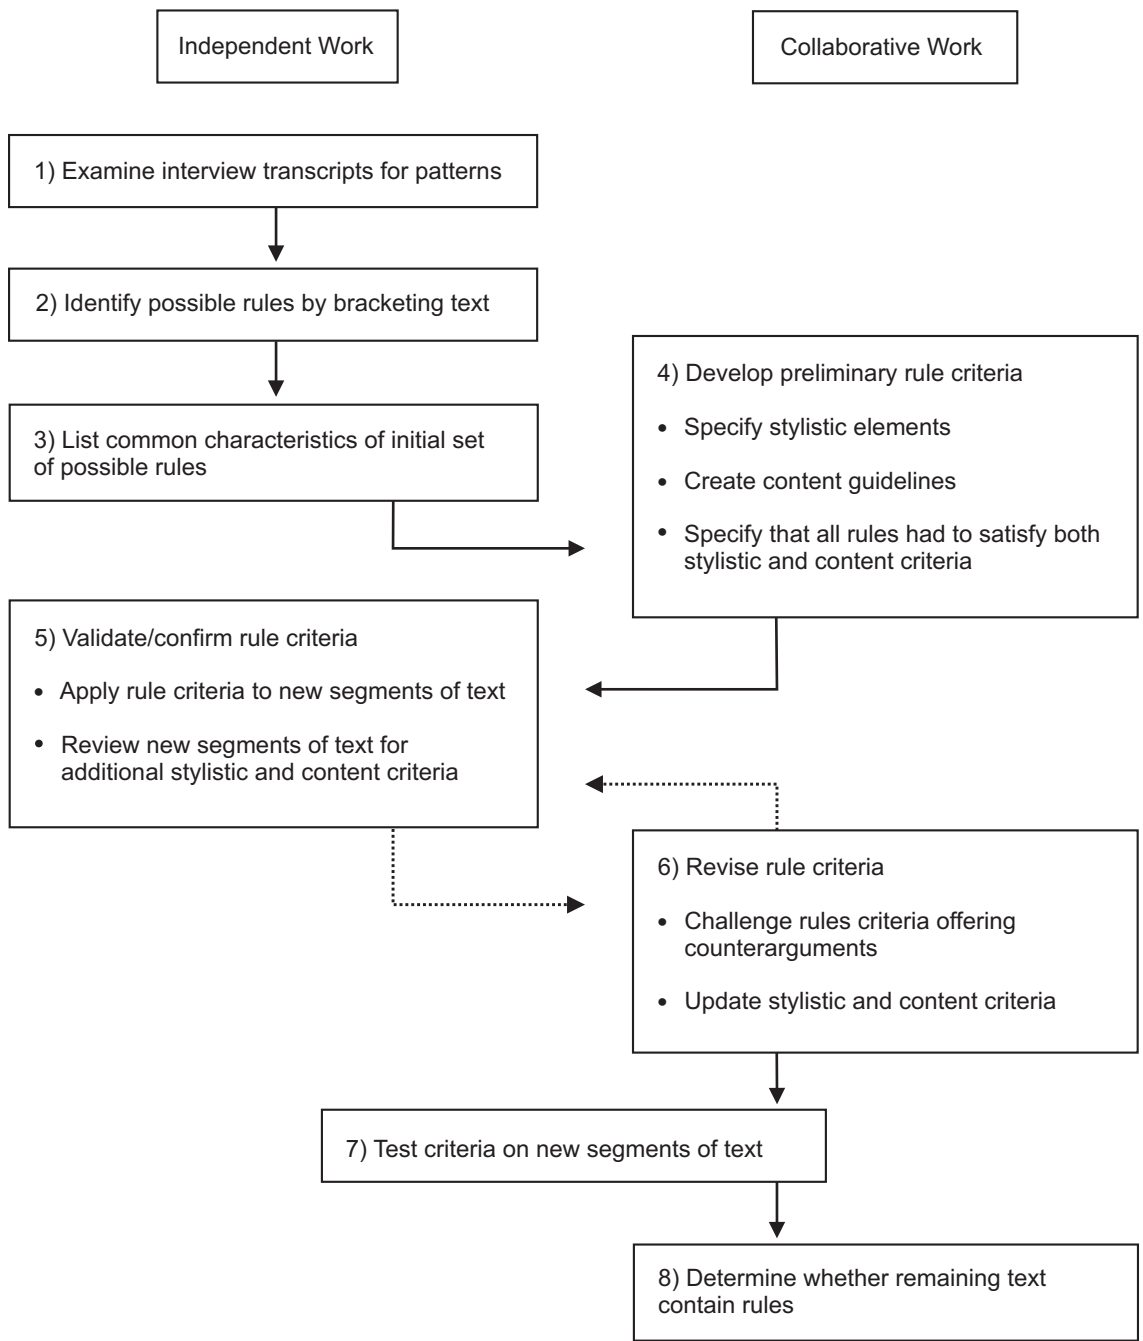 Independent Work
Collaborative Work
1) Examine interview transcripts for patterns
2) Identify possible rules by bracketing text
3) List common characteristics of initial set
of possible rules
4) Develop preliminary rule criteria
• Specify stylistic elements
• Create content guidelines
• Specify that all rules had to satisfy both
stylistic and content criteria
5) Validate/confirm rule criteria
• Apply rule criteria to new segments of text
• Review new segments of text for
additional stylistic and content criteria
6) Revise rule criteria
• Challenge rules criteria offering
counterarguments
• Update stylistic and content criteria
7) Test criteria on new segments of text
8) Determine whether remaining text
contain rules